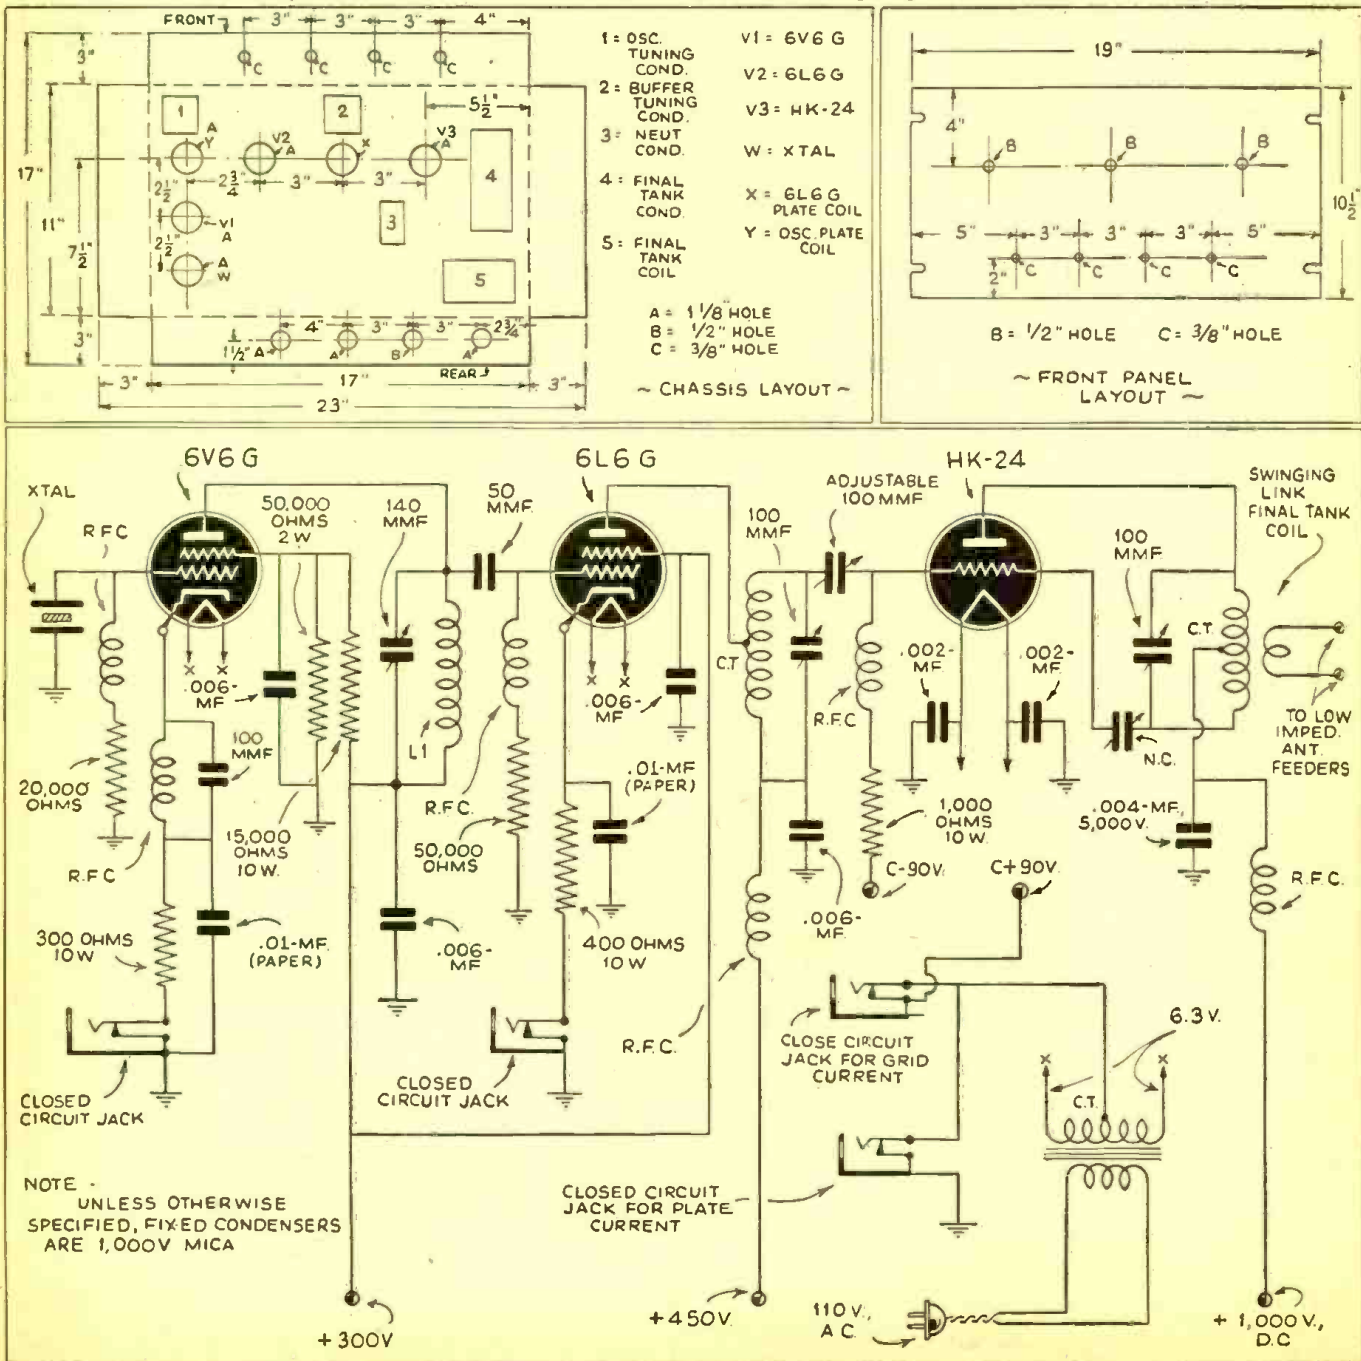 FRONT
3"
3"
3"
4"
3"
C
C
C
C
1
2
5 1/2"
A
Y
V2
A
X
V3
A
17"
11"
7 1/2"
2 1/2"
2 3/4"
3"
3"
4
3
V1
A
2 1/2"
A
W
5
3"
4"
3"
3"
2 3/4"
1 1/2"
A
A
B
A
REAR
3"
17"
3"
23"
1 = OSC.
TUNING
COND.
2 = BUFFER
TUNING
COND.
3 = NEUT
COND.
4 = FINAL
TANK
COND.
5 = FINAL
TANK
COIL
V1 = 6V6 G
V2 = 6L6 G
V3 = HK-24
W = XTAL
X = 6L6 G
PLATE COIL
Y = OSC. PLATE
COIL
A = 1 1/8" HOLE
B = 1/2" HOLE
C = 3/8" HOLE
~ CHASSIS LAYOUT ~
19"
4"
B
B
B
10 1/2"
5"
3"
3"
3"
5"
2"
C
C
C
C
B = 1/2" HOLE C = 3/8" HOLE
~ FRONT PANEL
LAYOUT ~
6V6 G
6L6 G
HK-24
XTAL
R.F.C
50,000
OHMS
2 W
140
MMF
50
MMF.
100
MMF
ADJUSTABLE
100 MMF
100
MMF
SWINGING
LINK
FINAL TANK
COIL
C.T.
C.T.
X X
X X
.006-
MF
.006-
MF
.002-
MF
.002-
MF
L1
100
MMF
20,000
OHMS
R.F.C
R.F.C.
R.F.C
N.C.
TO LOW
IMPED.
ANT.
FEEDERS
15,000
OHMS
10 W.
50,000
OHMS
.01-MF
(PAPER)
1,000
OHMS
10 W.
.004-MF,
5,000 V.
C-90V.
C+90V.
R.F.C.
300 OHMS
10 W
.01-MF.
(PAPER)
.006-
MF
400 OHMS
10 W
.006-
MF.
R.F.C.
CLOSED
CIRCUIT JACK
CLOSED
CIRCUIT JACK
CLOSE CIRCUIT
JACK FOR GRID
CURRENT
6.3 V.
X
X
C.T.
NOTE -
UNLESS OTHERWISE
SPECIFIED, FIXED CONDENSERS
ARE 1,000V MICA
CLOSED CIRCUIT
JACK FOR PLATE
CURRENT
+300V
+450V.
110 V.,
A C.
+ 1,000 V.,
D.C